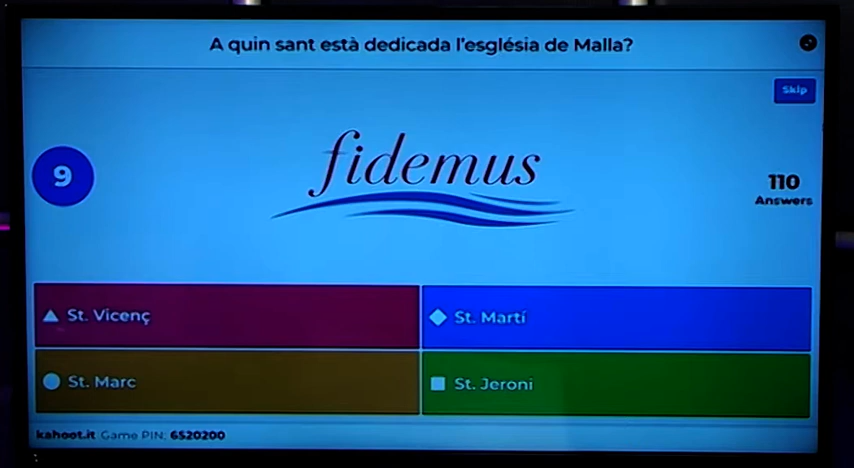 A quin sant està dedicada l'església de Malla?
Skip
9
fidemus
110
Answers
St. Vicenç
St. Martí
St. Marc
St. Jeroni
kahoot.it Game PIN: 6520200